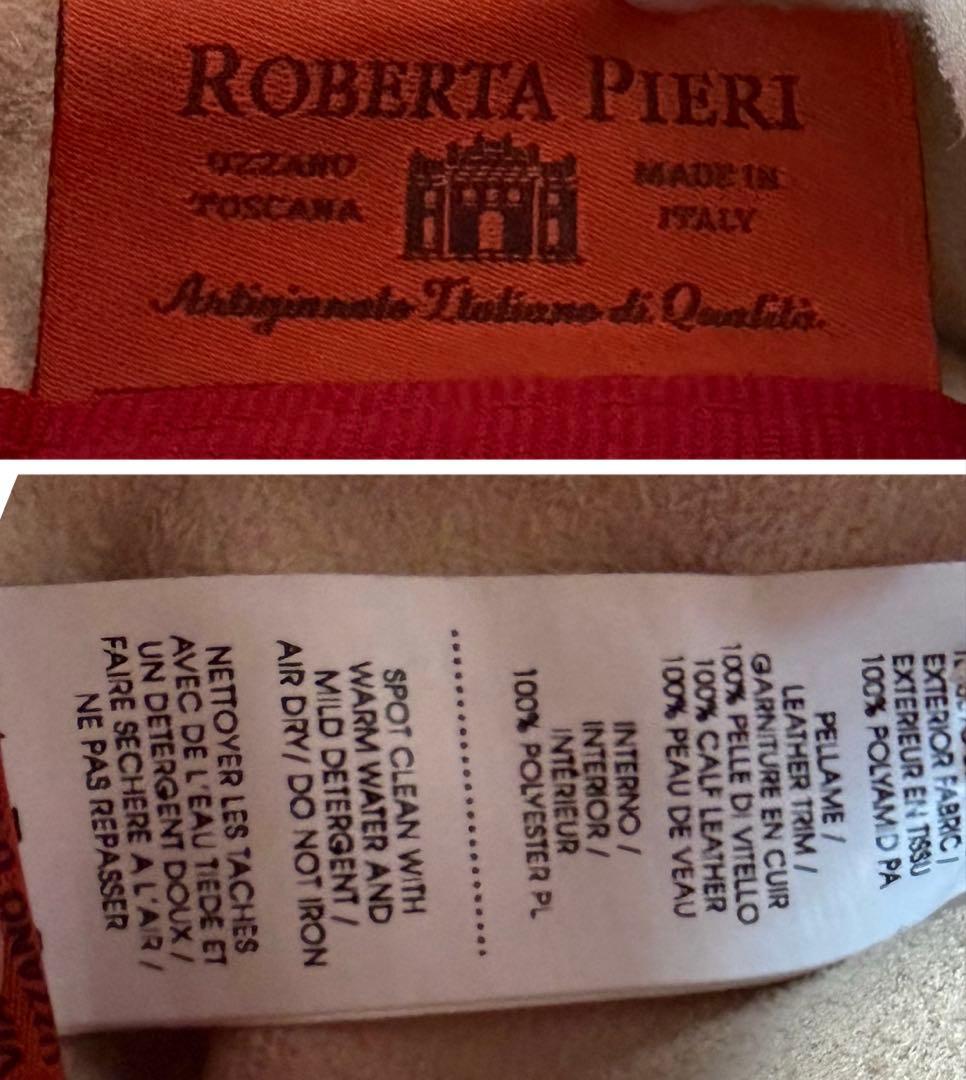 ROBERTA PIERI
OZZANO
TOSCANA
MADE IN
ITALY
Artigianato Italiano di Qualità.
EXTERIOR FABRIC /
EXTERIEUR EN TISSU
100% POLYAMID PA
PELLAME /
LEATHER TRIM /
GARNITURE EN CUIR
100% PELLE DI VITELLO
100% CALF LEATHER
100% PEAU DE VEAU
INTERNO /
INTERIOR /
INTÉRIEUR
100% POLYESTER PL
SPOT CLEAN WITH
WARM WATER AND
MILD DETERGENT /
AIR DRY / DO NOT IRON
NETTOYER LES TACHES
AVEC DE L'EAU TIEDE ET
UN DETERGENT DOUX /
FAIRE SECHER A L'AIR /
NE PAS REPASSER